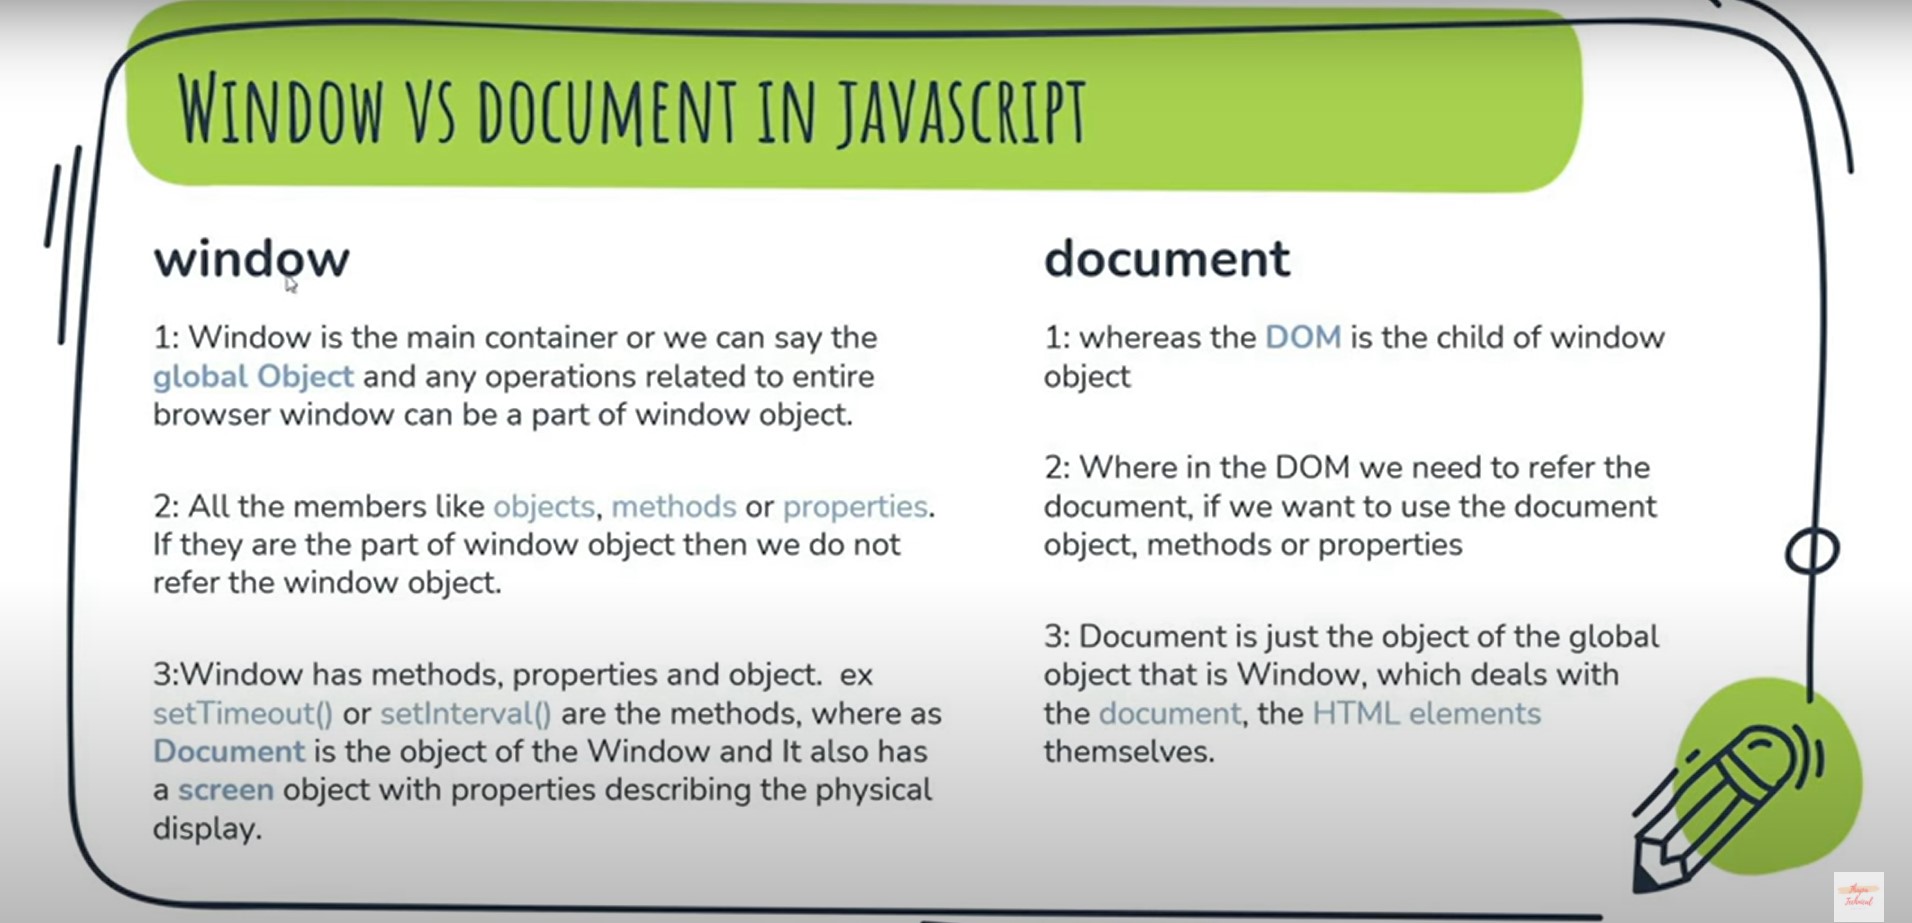 WINDOW VS DOCUMENT IN JAVASCRIPT
window
1: Window is the main container or we can say the
global Object and any operations related to entire
browser window can be a part of window object.
2: All the members like objects, methods or properties.
If they are the part of window object then we do not
refer the window object.
3:Window has methods, properties and object.  ex
setTimeout() or setInterval() are the methods, where as
Document is the object of the Window and It also has
a screen object with properties describing the physical
display.
document
1: whereas the DOM is the child of window
object
2: Where in the DOM we need to refer the
document, if we want to use the document
object, methods or properties
3: Document is just the object of the global
object that is Window, which deals with
the document, the HTML elements
themselves.